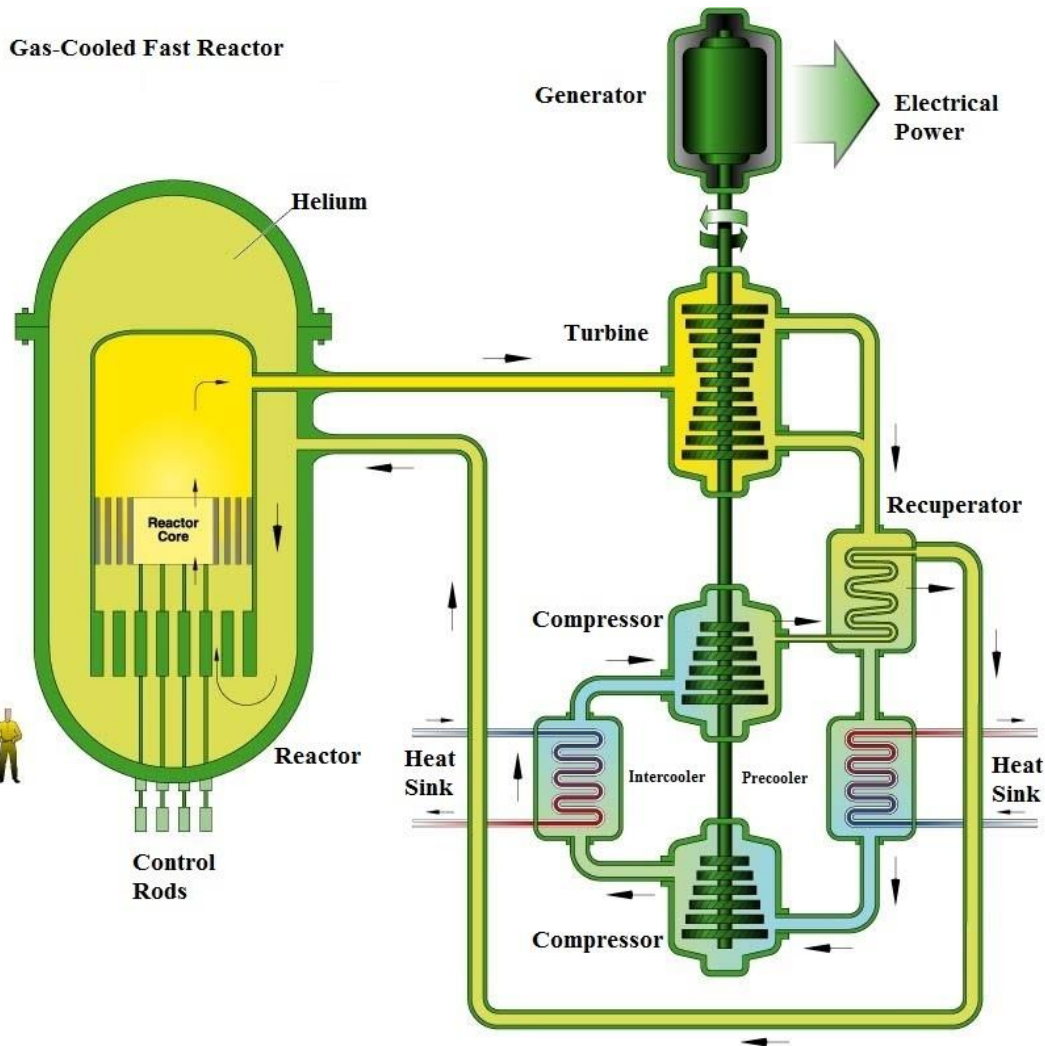 Gas-Cooled Fast Reactor
Generator
Electrical
Power
Helium
Turbine
Recuperator
Reactor
Core
Compressor
Reactor
Heat
Sink
Intercooler
Precooler
Heat
Sink
Control
Rods
Compressor